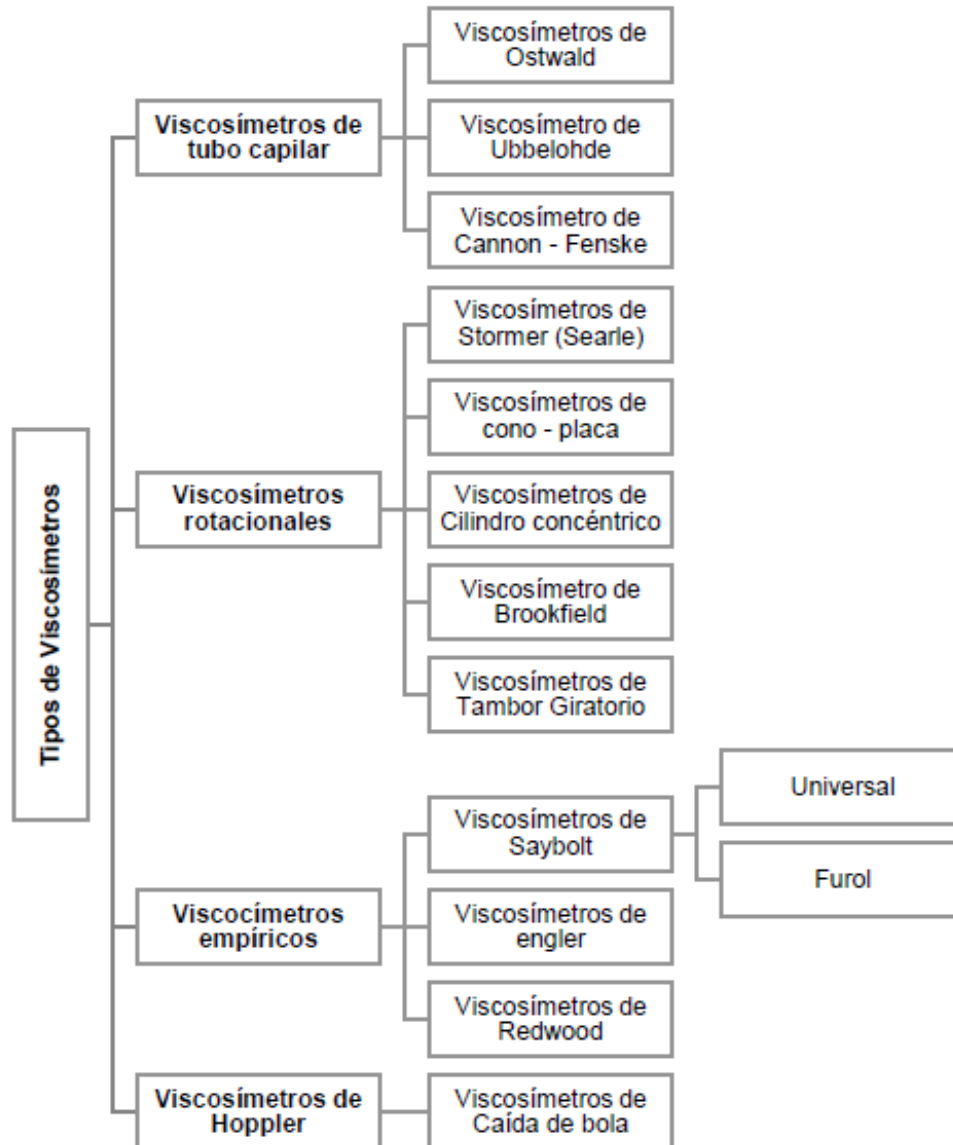 Viscosímetros de
Ostwald
Viscosímetros de
tubo capilar
Viscosímetro de
Ubbelohde
Viscosímetro de
Cannon - Fenske
Viscosímetros de
Stormer (Searle)
Viscosímetros de
cono - placa
Tipos de Viscosímetros
Viscosímetros
rotacionales
Viscosímetros de
Cilindro concéntrico
Viscosímetro de
Brookfield
Viscosímetros de
Tambor Giratorio
Universal
Viscosímetros de
Saybolt
Furol
Viscocímetros
empíricos
Viscosímetros de
engler
Viscosímetros de
Redwood
Viscosímetros de
Hoppler
Viscosímetros de
Caída de bola